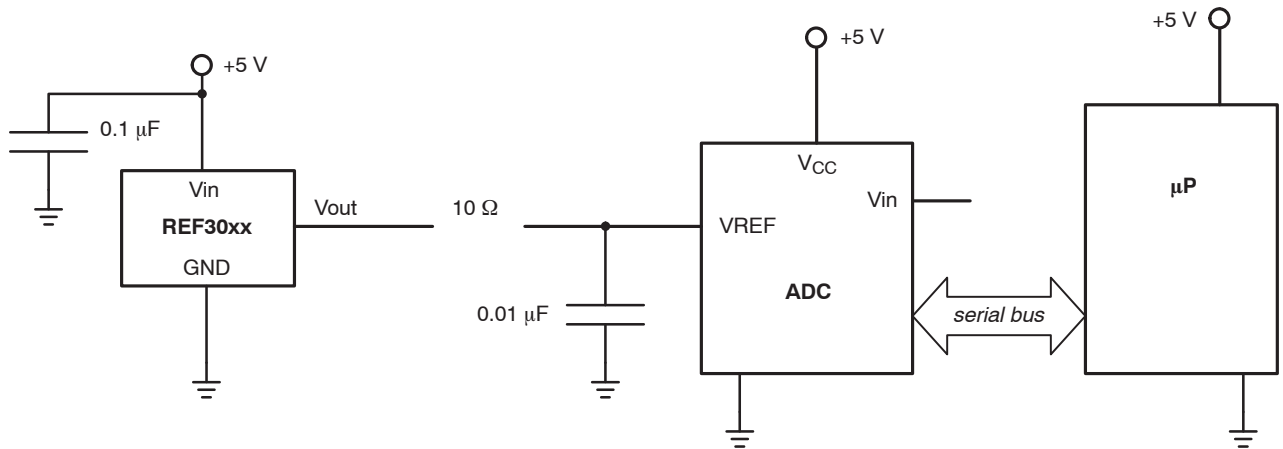 +5 V
0.1 μF
Vin
REF30xx
GND
Vout
10 Ω
0.01 μF
+5 V
VCC
Vin
VREF
ADC
serial bus
+5 V
μP